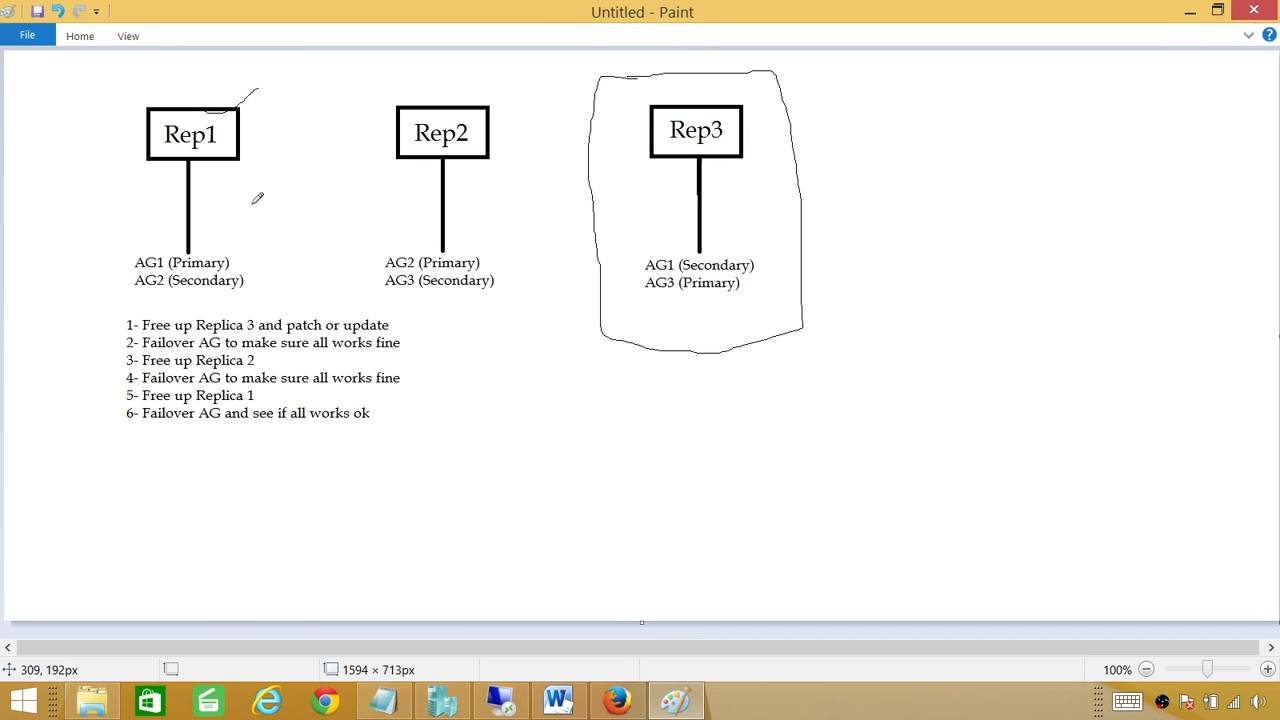 Untitled - Paint
File Home View
Rep1 Rep2 Rep3
AG1 (Primary) AG2 (Primary) AG1 (Secondary)
AG2 (Secondary) AG3 (Secondary) AG3 (Primary)
1- Free up Replica 3 and patch or update
2- Failover AG to make sure all works fine
3- Free up Replica 2
4- Failover AG to make sure all works fine
5- Free up Replica 1
6- Failover AG and see if all works ok
309, 192px 1594 × 713px 100%